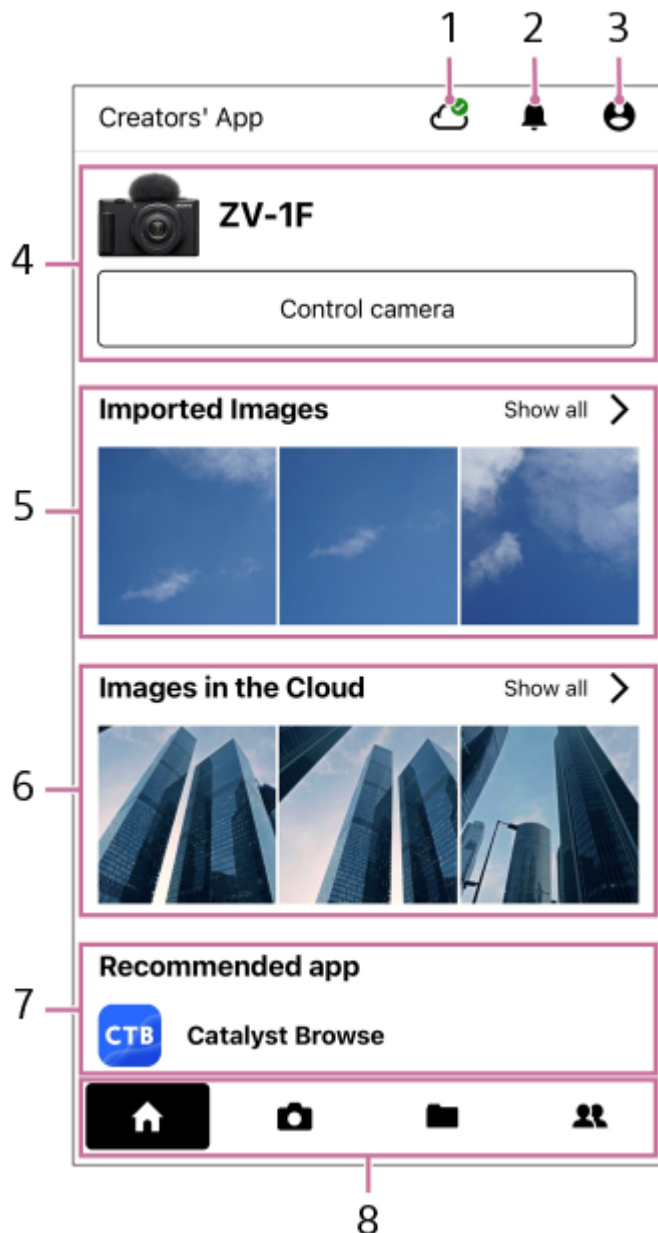 1 2 3
Creators' App
4
ZV-1F
Control camera
5
Imported Images Show all
6
Images in the Cloud Show all
7
Recommended app
CTB Catalyst Browse
8